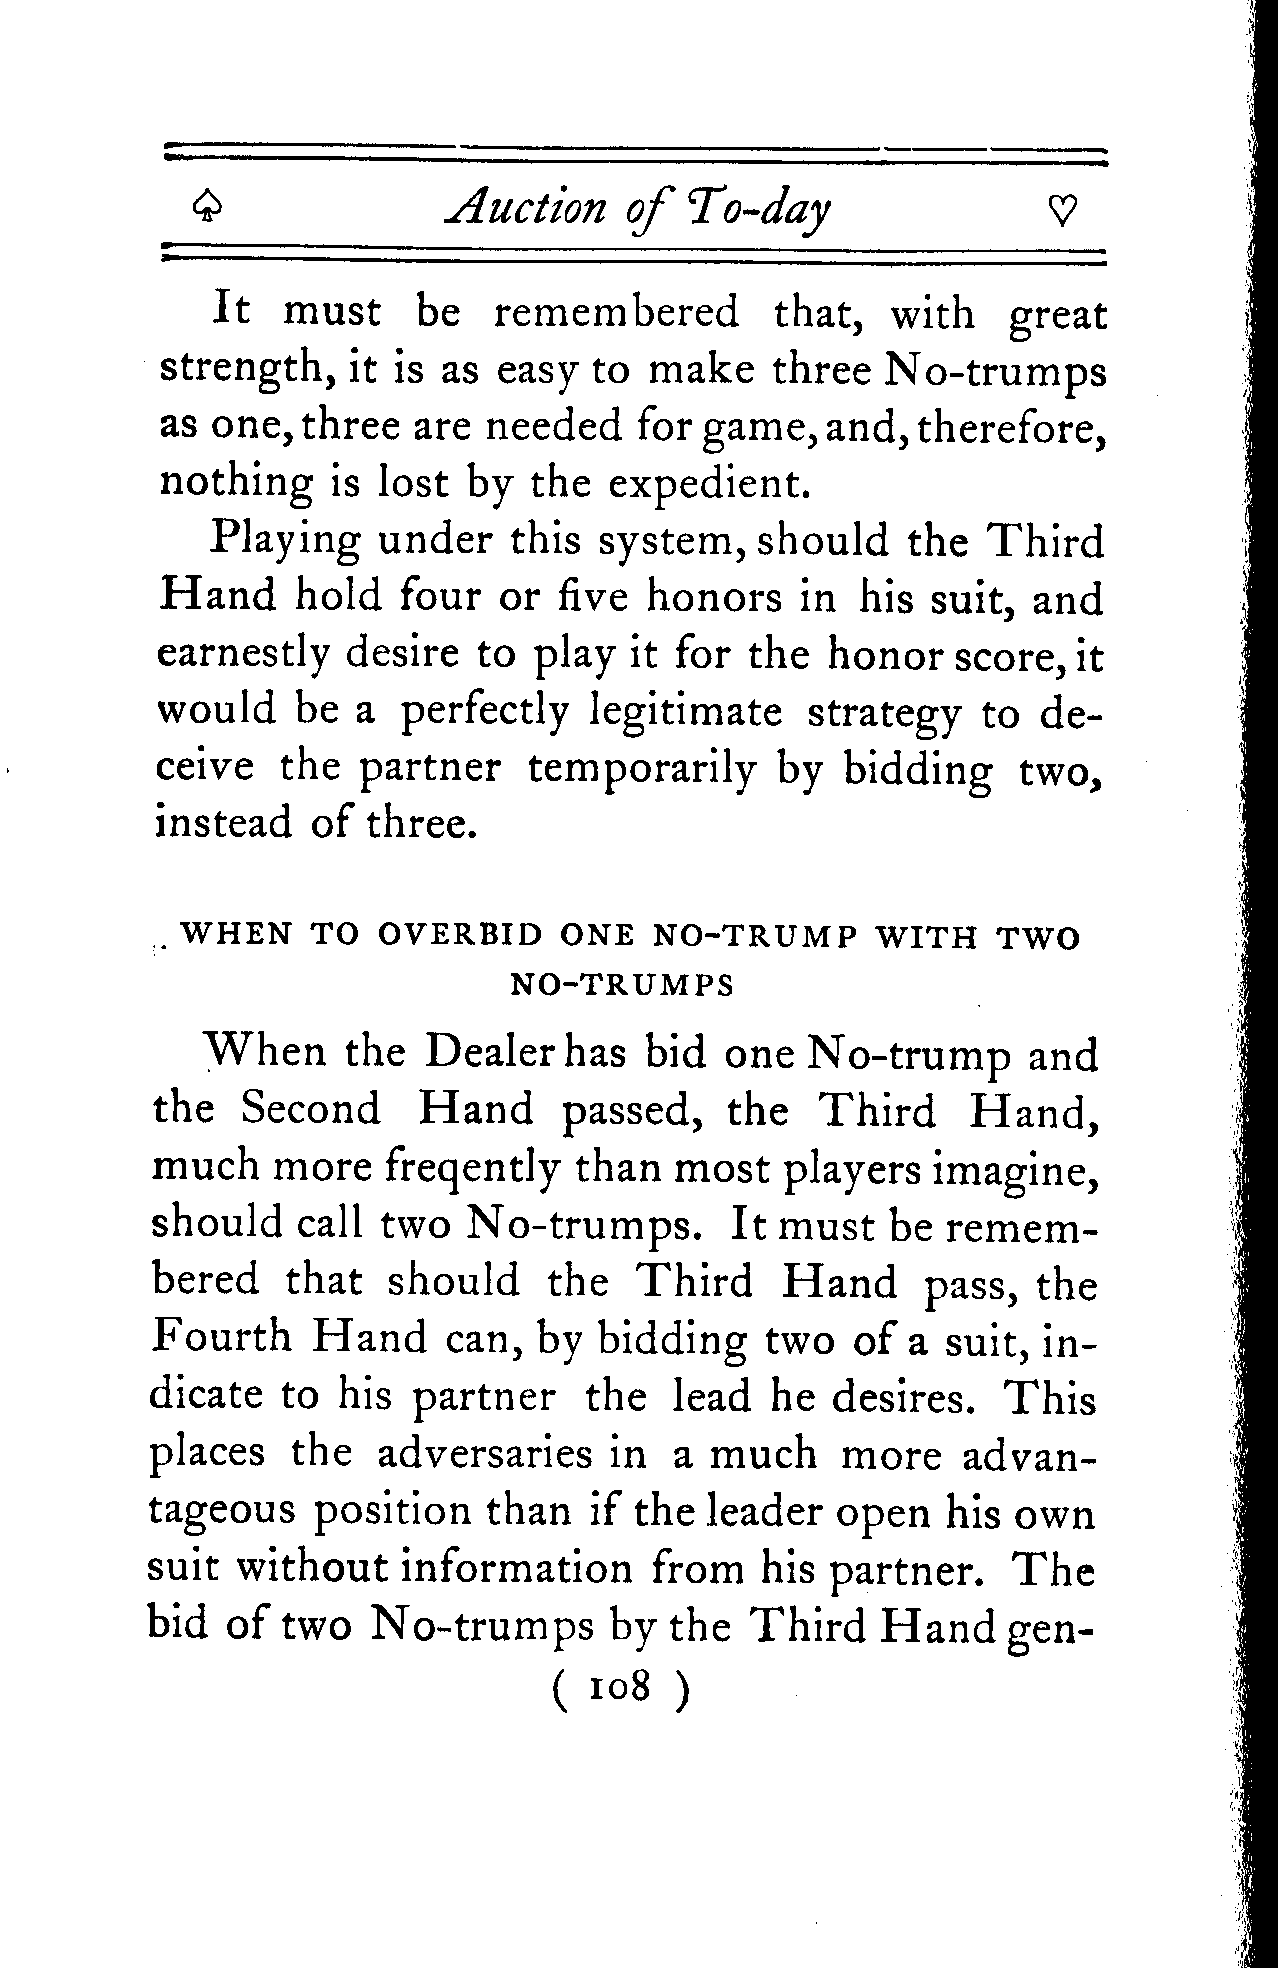 ♤ Auction of To-day ♡
It must be remembered that, with great
strength, it is as easy to make three No-trumps
as one, three are needed for game, and, therefore,
nothing is lost by the expedient.
Playing under this system, should the Third
Hand hold four or five honors in his suit, and
earnestly desire to play it for the honor score, it
would be a perfectly legitimate strategy to de-
ceive the partner temporarily by bidding two,
instead of three.
WHEN TO OVERBID ONE NO-TRUMP WITH TWO
NO-TRUMPS
When the Dealer has bid one No-trump and
the Second Hand passed, the Third Hand,
much more freqently than most players imagine,
should call two No-trumps. It must be remem-
bered that should the Third Hand pass, the
Fourth Hand can, by bidding two of a suit, in-
dicate to his partner the lead he desires. This
places the adversaries in a much more advan-
tageous position than if the leader open his own
suit without information from his partner. The
bid of two No-trumps by the Third Hand gen-
( 108 )